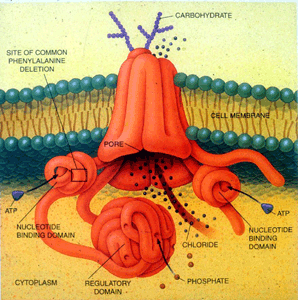 CARBOHYDRATE
SITE OF COMMON
PHENYLALANINE
DELETION
CELL MEMBRANE
PORE
ATP
ATP
NUCLEOTIDE
BINDING DOMAIN
CHLORIDE
NUCLEOTIDE
BINDING
DOMAIN
CYTOPLASM
REGULATORY
DOMAIN
PHOSPHATE